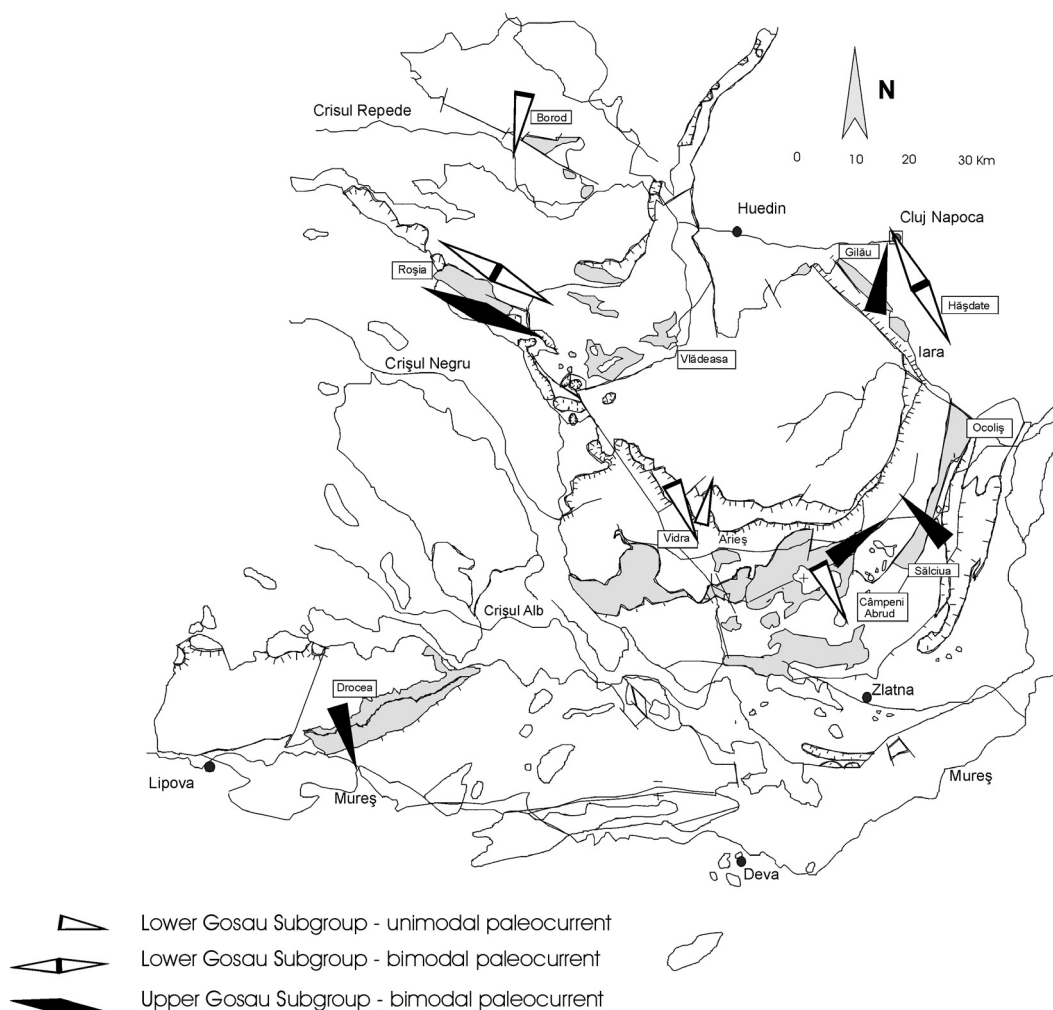 Crisul Repede
Borod
N
0 10 20 30 Km
Huedin
Cluj Napoca
Gilău
Roşia
Hăşdate
Iara
Vlădeasa
Crişul Negru
Ocoliş
Vidra
Arieş
Sălciua
Câmpeni
Abrud
Crişul Alb
Drocea
Zlatna
Lipova
Mureş
Mureş
Deva
Lower Gosau Subgroup - unimodal paleocurrent
Lower Gosau Subgroup - bimodal paleocurrent
Upper Gosau Subgroup - bimodal paleocurrent